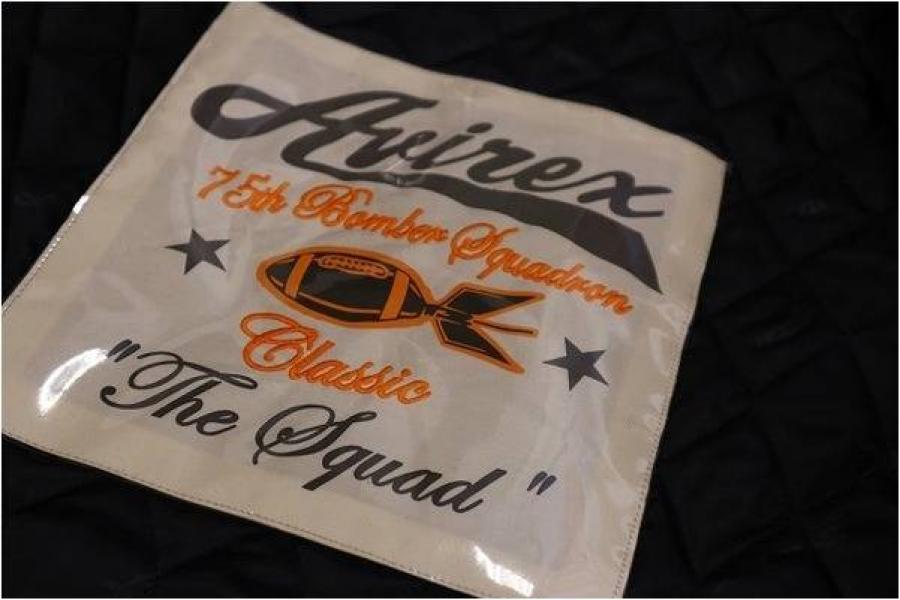 Avirex
75th Bomber Squadron
Classic
"The Squad"